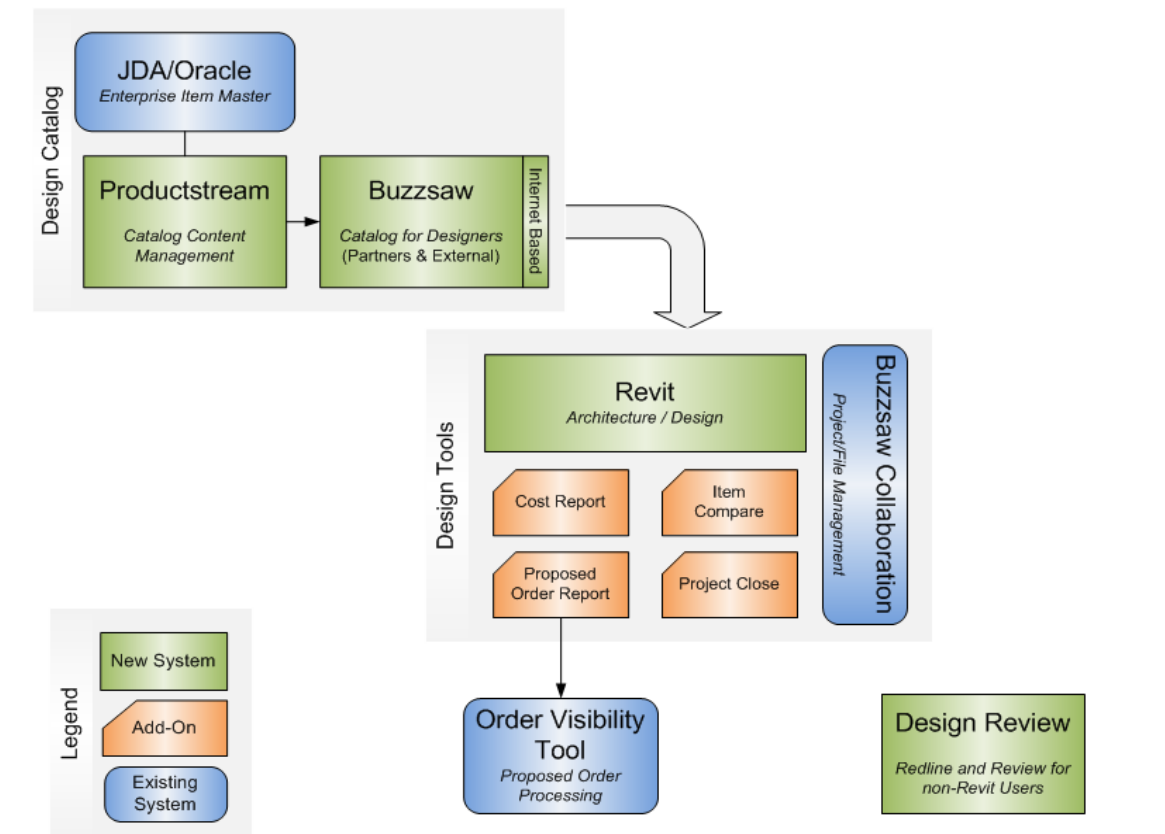 Design Catalog
JDA/Oracle
Enterprise Item Master
Productstream
Catalog Content
Management
Buzzsaw
Catalog for Designers
(Partners & External)
Internet Based
Design Tools
Revit
Architecture / Design
Cost Report
Item
Compare
Proposed
Order Report
Project Close
Buzzsaw Collaboration
Project/File Management
Order Visibility
Tool
Proposed Order
Processing
Design Review
Redline and Review for
non-Revit Users
Legend
New System
Add-On
Existing
System